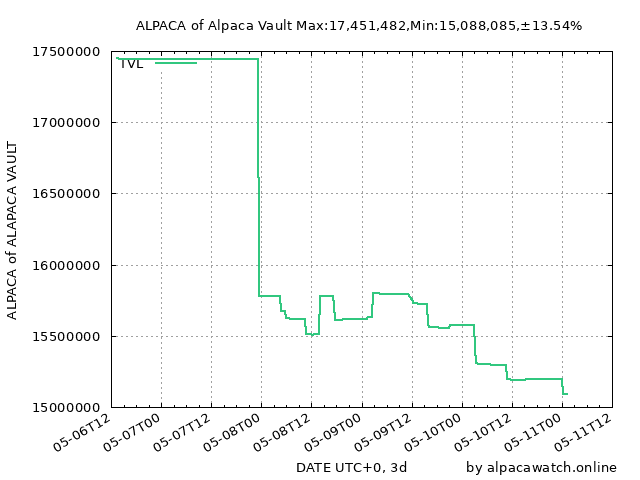 ALPACA of Alpaca Vault Max:17,451,482,Min:15,088,085,±13.54%
17500000
TVL
17000000
16500000
16000000
15500000
15000000
ALPACA of ALAPACA VAULT
05-06T12
05-07T00
05-07T12
05-08T00
05-08T12
05-09T00
05-09T12
05-10T00
05-10T12
05-11T00
05-11T12
DATE UTC+0, 3d
by alpacawatch.online